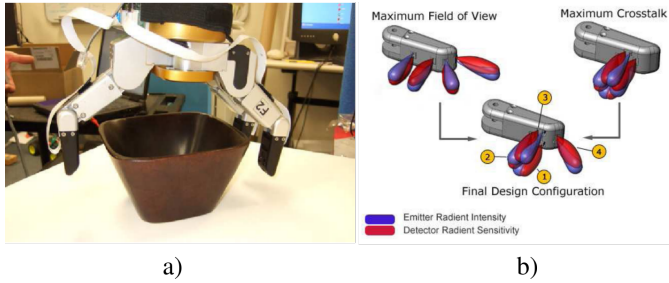 F2
Maximum Field of View
Maximum Crosstalk
3
2
4
1
Final Design Configuration
Emitter Radient Intensity
Detector Radient Sensitivity
a)
b)